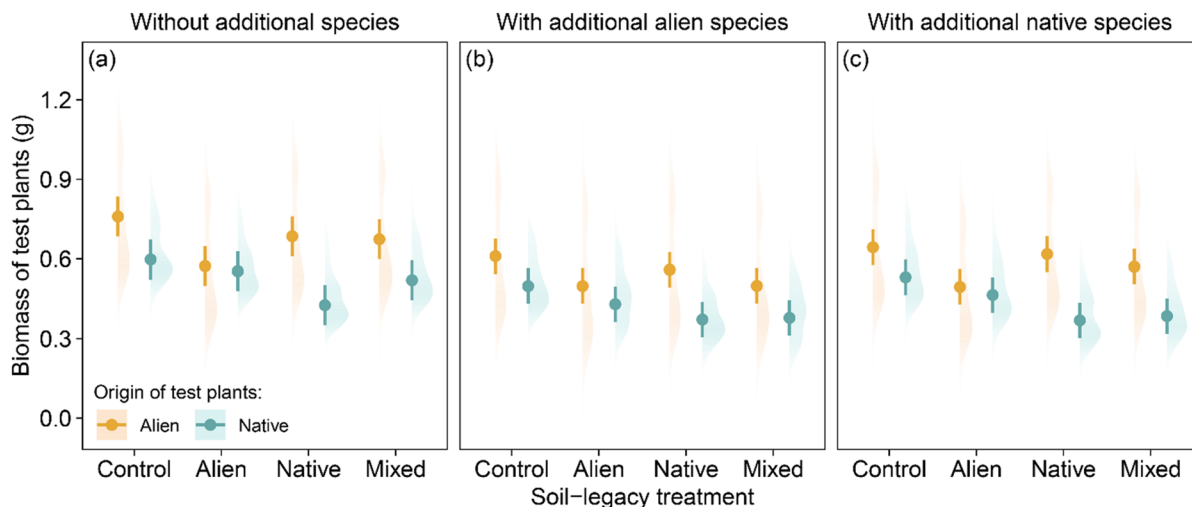 Without additional species
With additional alien species
With additional native species
(a)
(b)
(c)
Biomass of test plants (g)
1.2
0.9
0.6
0.3
0.0
Origin of test plants:
Alien
Native
Control Alien Native Mixed
Control Alien Native Mixed
Control Alien Native Mixed
Soil−legacy treatment